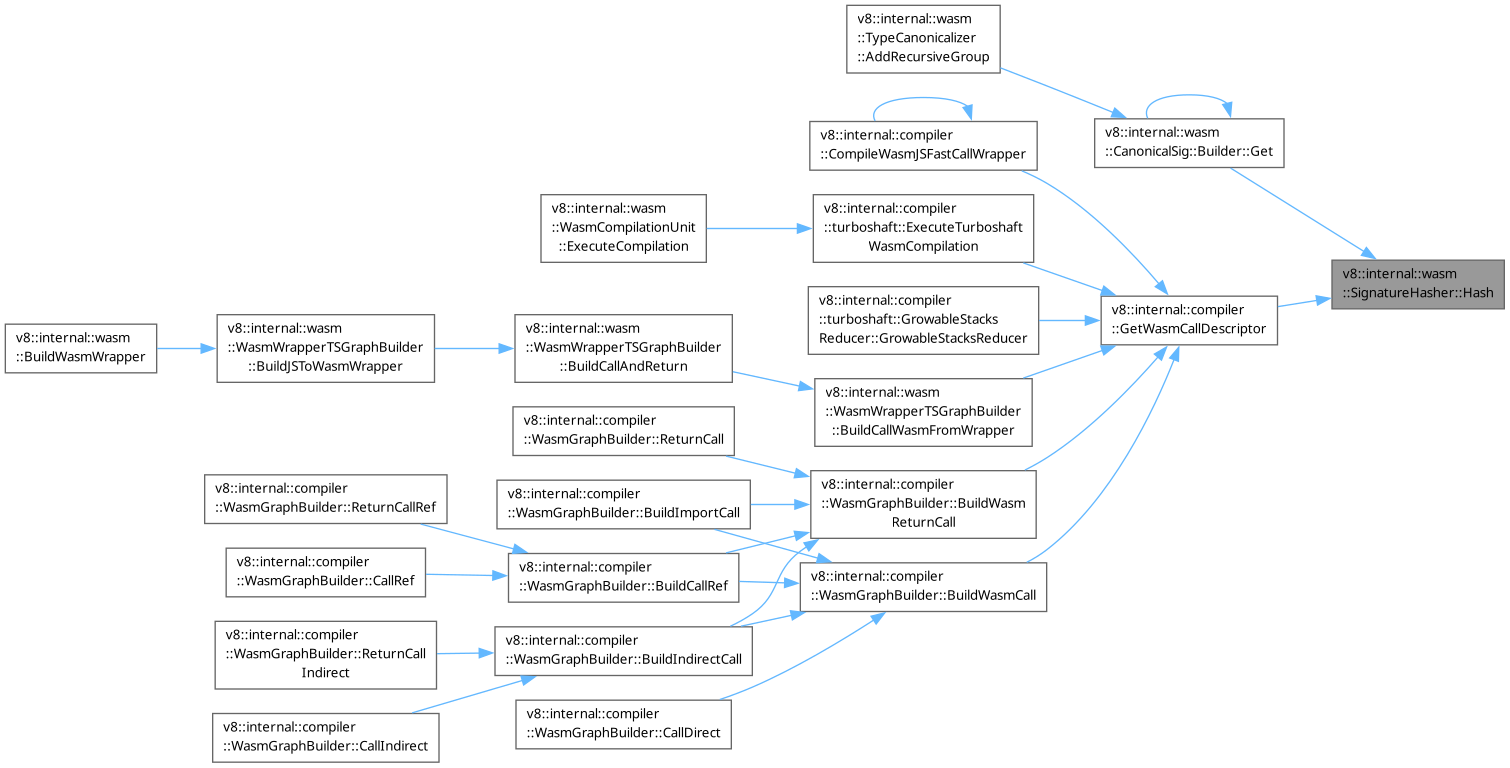 v8::internal::wasm
::TypeCanonicalizer
::AddRecursiveGroup
v8::internal::compiler
::CompileWasmJSFastCallWrapper
v8::internal::wasm
::CanonicalSig::Builder::Get
v8::internal::wasm
::WasmCompilationUnit
::ExecuteCompilation
v8::internal::compiler
::turboshaft::ExecuteTurboshaft
WasmCompilation
v8::internal::wasm
::SignatureHasher::Hash
v8::internal::compiler
::turboshaft::GrowableStacks
Reducer::GrowableStacksReducer
v8::internal::compiler
::GetWasmCallDescriptor
v8::internal::wasm
::BuildWasmWrapper
v8::internal::wasm
::WasmWrapperTSGraphBuilder
::BuildJSToWasmWrapper
v8::internal::wasm
::WasmWrapperTSGraphBuilder
::BuildCallAndReturn
v8::internal::wasm
::WasmWrapperTSGraphBuilder
::BuildCallWasmFromWrapper
v8::internal::compiler
::WasmGraphBuilder::ReturnCall
v8::internal::compiler
::WasmGraphBuilder::BuildWasm
ReturnCall
v8::internal::compiler
::WasmGraphBuilder::ReturnCallRef
v8::internal::compiler
::WasmGraphBuilder::BuildImportCall
v8::internal::compiler
::WasmGraphBuilder::CallRef
v8::internal::compiler
::WasmGraphBuilder::BuildCallRef
v8::internal::compiler
::WasmGraphBuilder::BuildWasmCall
v8::internal::compiler
::WasmGraphBuilder::ReturnCall
Indirect
v8::internal::compiler
::WasmGraphBuilder::BuildIndirectCall
v8::internal::compiler
::WasmGraphBuilder::CallIndirect
v8::internal::compiler
::WasmGraphBuilder::CallDirect